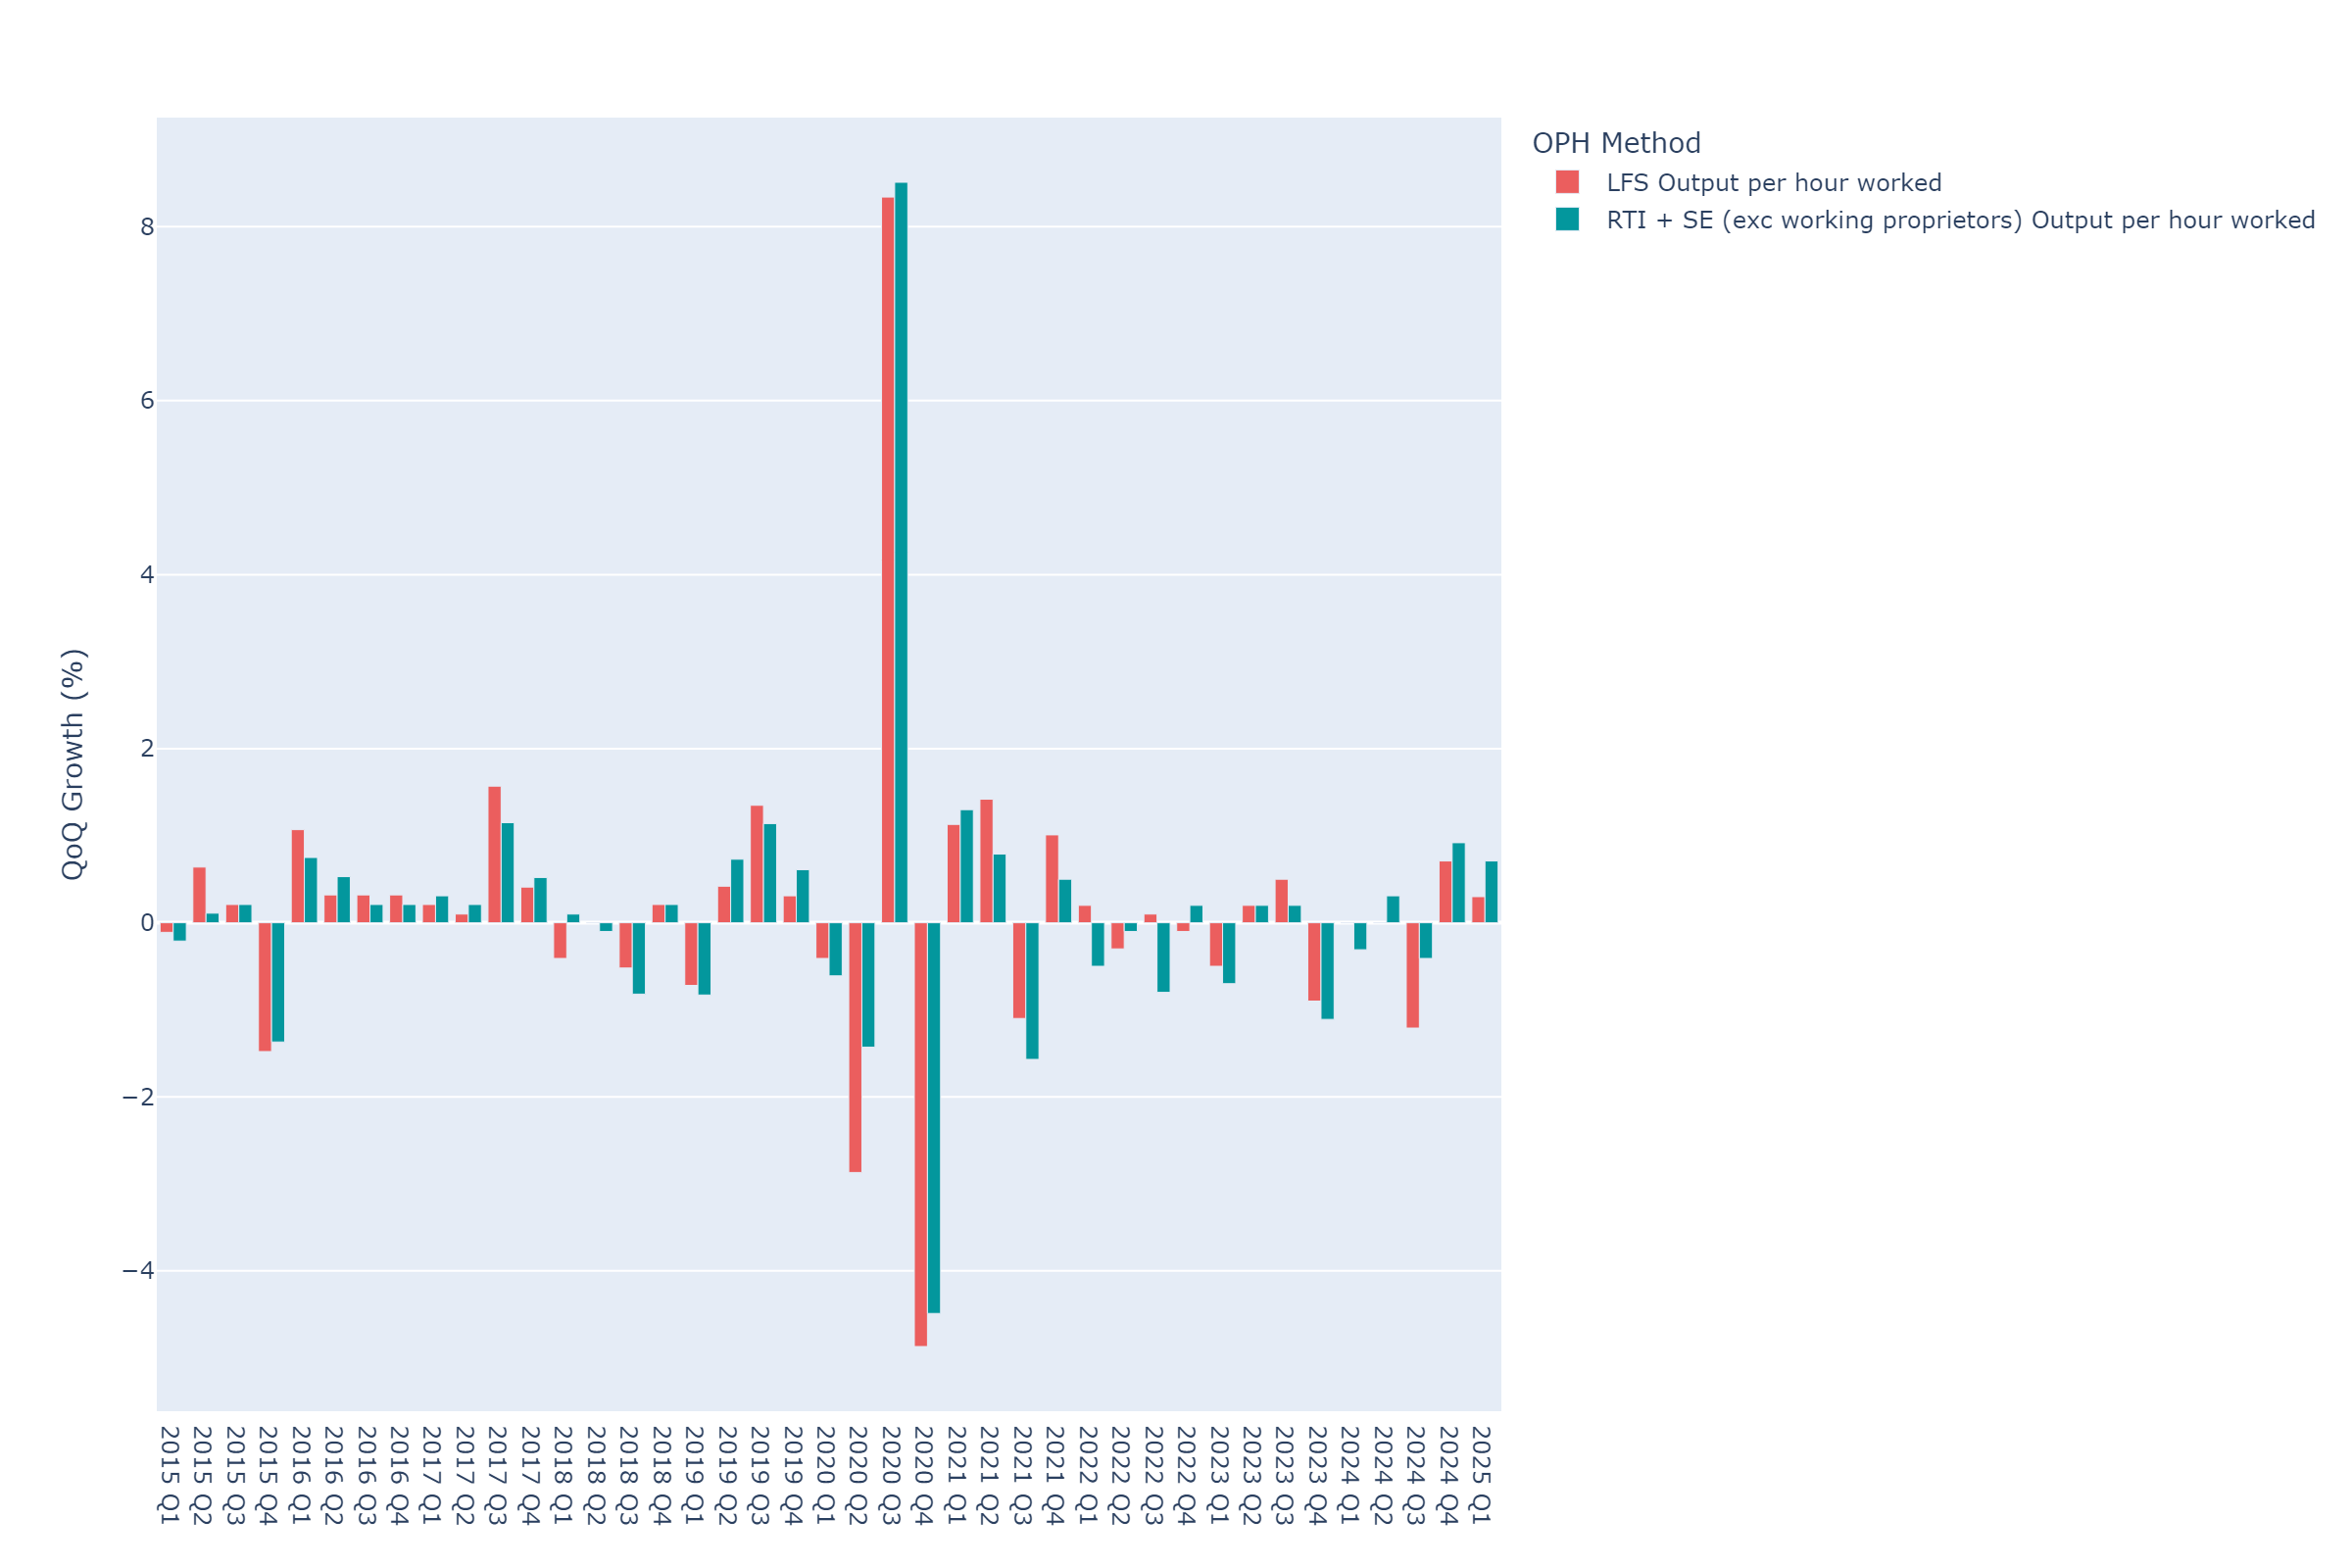 OPH Method
LFS Output per hour worked
RTI + SE (exc working proprietors) Output per hour worked
QoQ Growth (%)
8
6
4
2
0
−2
−4
2015 Q1
2015 Q2
2015 Q3
2015 Q4
2016 Q1
2016 Q2
2016 Q3
2016 Q4
2017 Q1
2017 Q2
2017 Q3
2017 Q4
2018 Q1
2018 Q2
2018 Q3
2018 Q4
2019 Q1
2019 Q2
2019 Q3
2019 Q4
2020 Q1
2020 Q2
2020 Q3
2020 Q4
2021 Q1
2021 Q2
2021 Q3
2021 Q4
2022 Q1
2022 Q2
2022 Q3
2022 Q4
2023 Q1
2023 Q2
2023 Q3
2023 Q4
2024 Q1
2024 Q2
2024 Q3
2024 Q4
2025 Q1